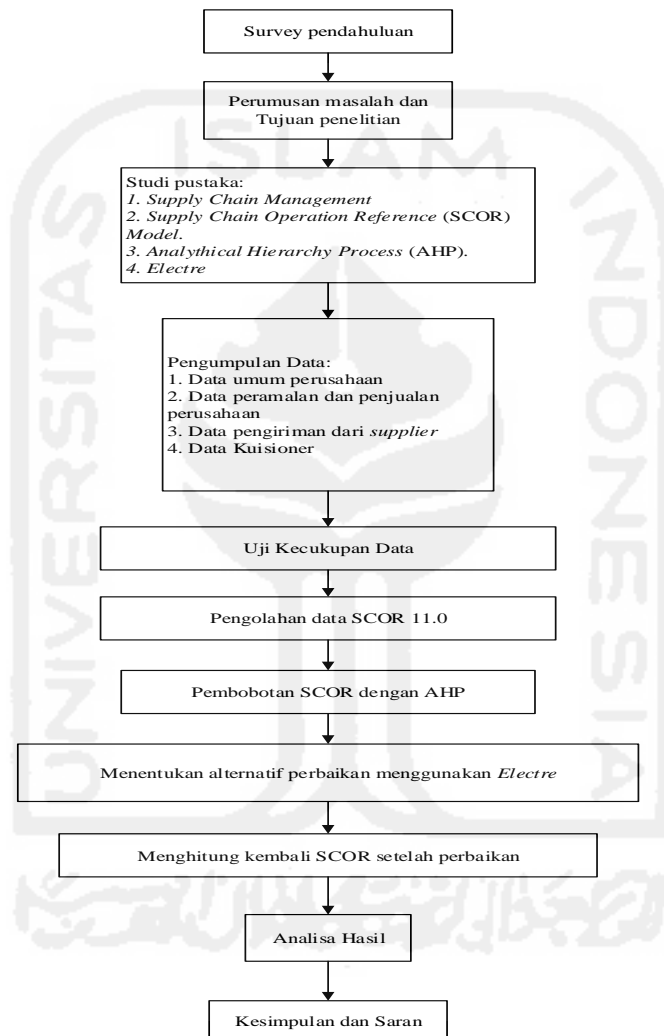 Survey pendahuluan
Perumusan masalah dan
Tujuan penelitian
Studi pustaka:
1. Supply Chain Management
2. Supply Chain Operation Reference (SCOR)
Model.
3. Analythical Hierarchy Process (AHP).
4. Electre
Pengumpulan Data:
1. Data umum perusahaan
2. Data peramalan dan penjualan
perusahaan
3. Data pengiriman dari supplier
4. Data Kuisioner
Uji Kecukupan Data
Pengolahan data SCOR 11.0
Pembobotan SCOR dengan AHP
Menentukan alternatif perbaikan menggunakan Electre
Menghitung kembali SCOR setelah perbaikan
Analisa Hasil
Kesimpulan dan Saran
UNIVERSITAS
ISLAM
INDONESIA